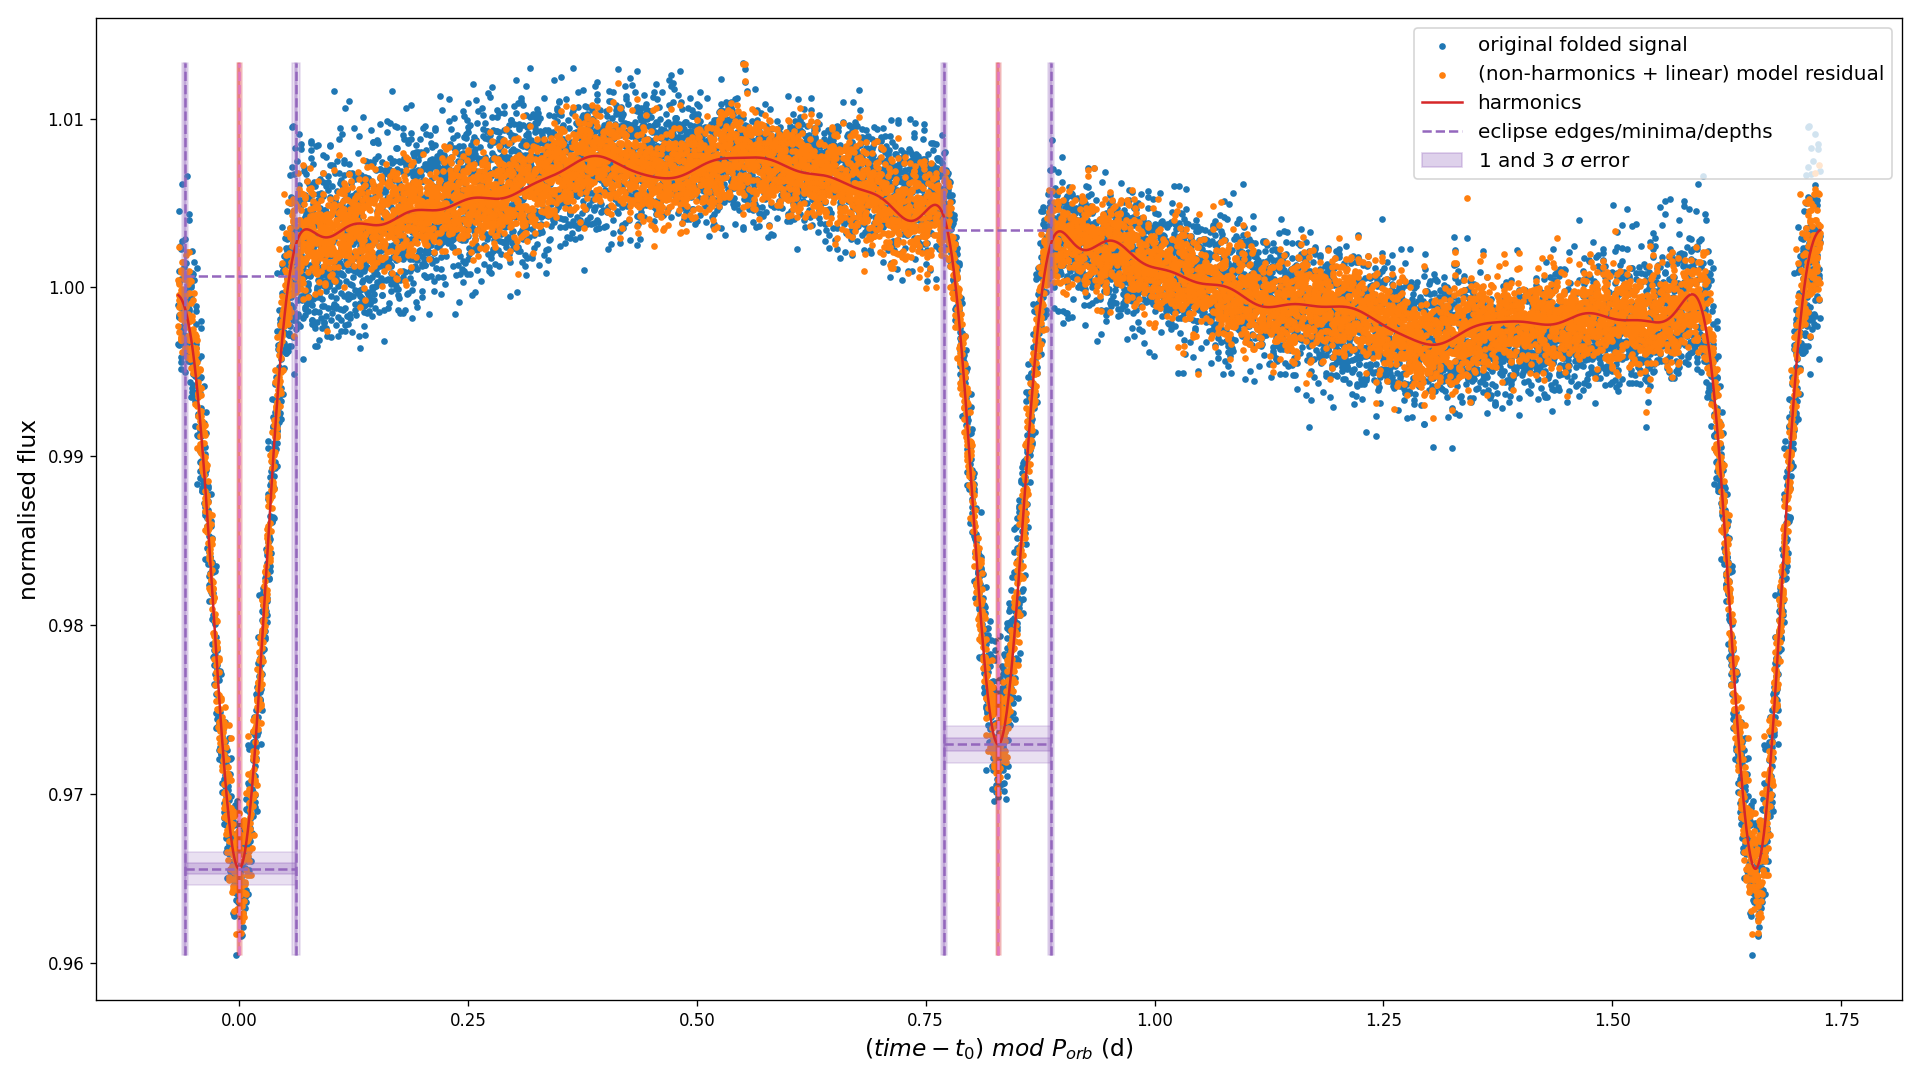 original folded signal
(non-harmonics + linear) model residual
harmonics
eclipse edges/minima/depths
1 and 3 σ error
normalised flux
1.01
1.00
0.99
0.98
0.97
0.96
0.00 0.25 0.50 0.75 1.00 1.25 1.50 1.75
(time − t₀) mod Pₒᵣb (d)